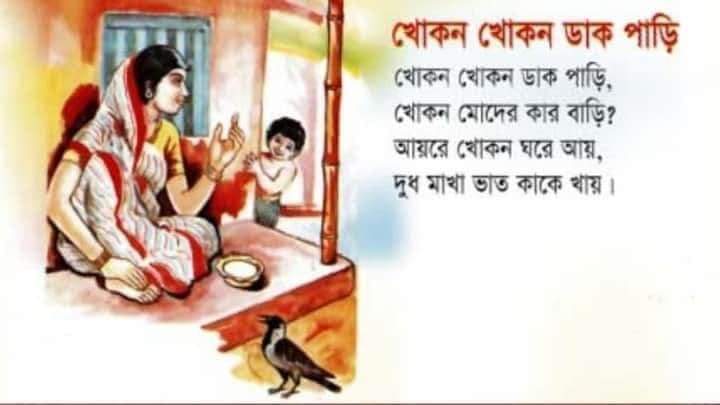 খোকন খোকন ডাক পাড়ি
খোকন খোকন ডাক পাড়ি,
খোকন মোদের কার বাড়ি?
আয়রে খোকন ঘরে আয়,
দুধ মাখা ভাত কাকে খায়।